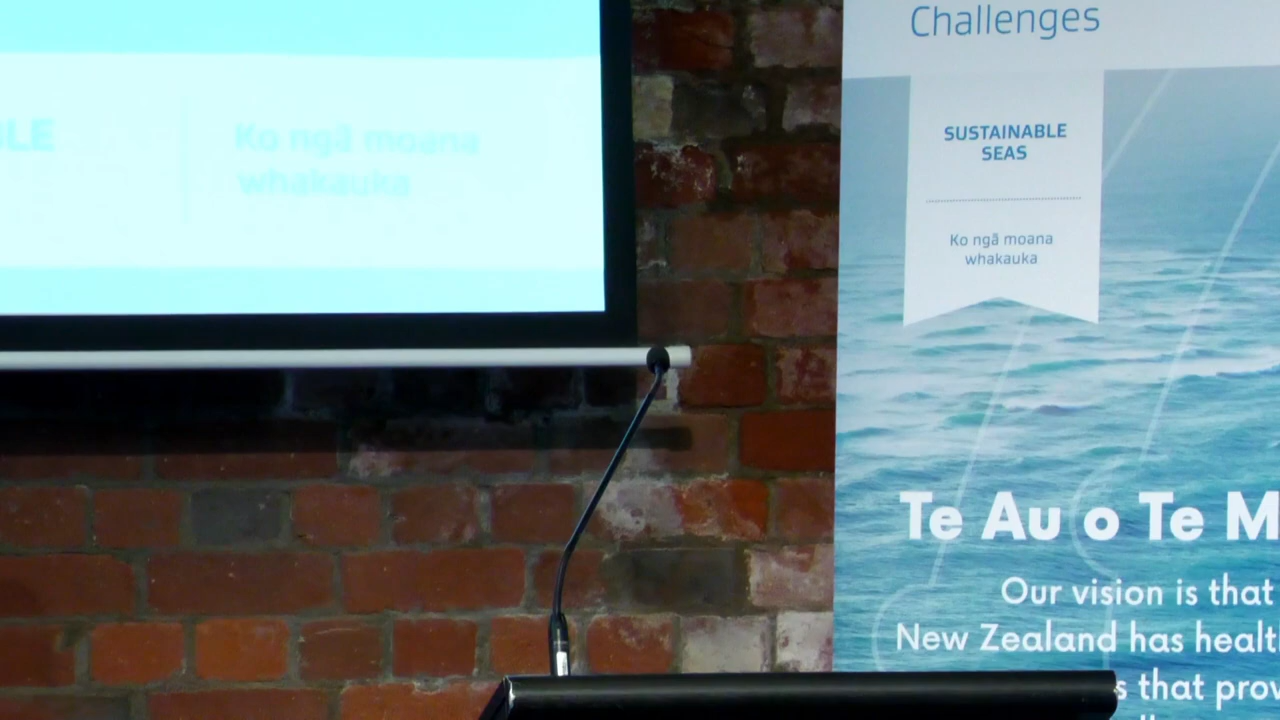 Ko ngā moana
whakauka
Challenges
SUSTAINABLE
SEAS
Ko ngā moana
whakauka
Te Au o Te M
Our vision is that
New Zealand has healt
s that prov